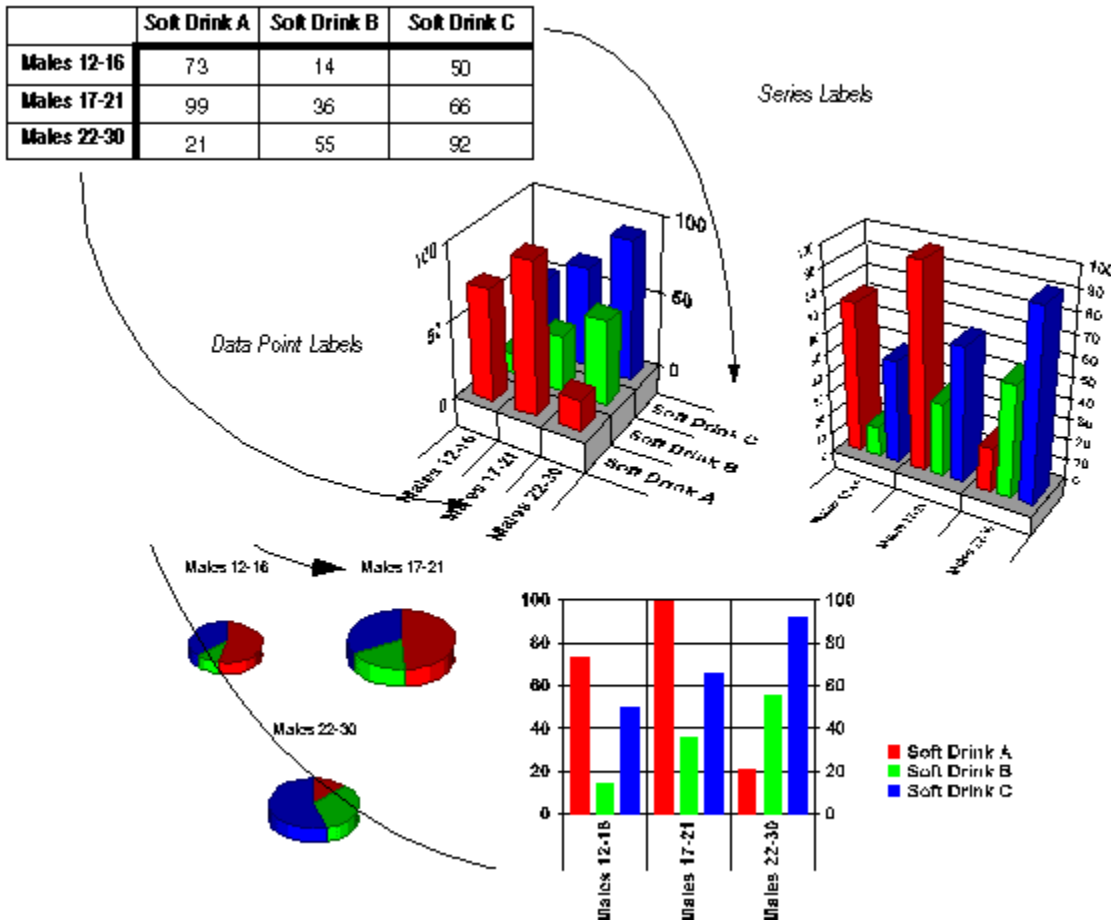 Soft Drink A Soft Drink B Soft Drink C
Males 12-16 73 14 50
Males 17-21 99 36 66
Males 22-30 21 55 92
Series Labels
Data Point Labels
100
50
0
100
50
0
Males 12-16
Males 17-21
Males 22-30
Soft Drink C
Soft Drink B
Soft Drink A
100
90
80
70
60
50
40
30
20
10
0
Males 12-16 Males 17-21
Males 22-30
100
80
60
40
20
0
100
80
60
40
20
0
Males 12-16
Males 17-21
Males 22-30
Soft Drink A
Soft Drink B
Soft Drink C